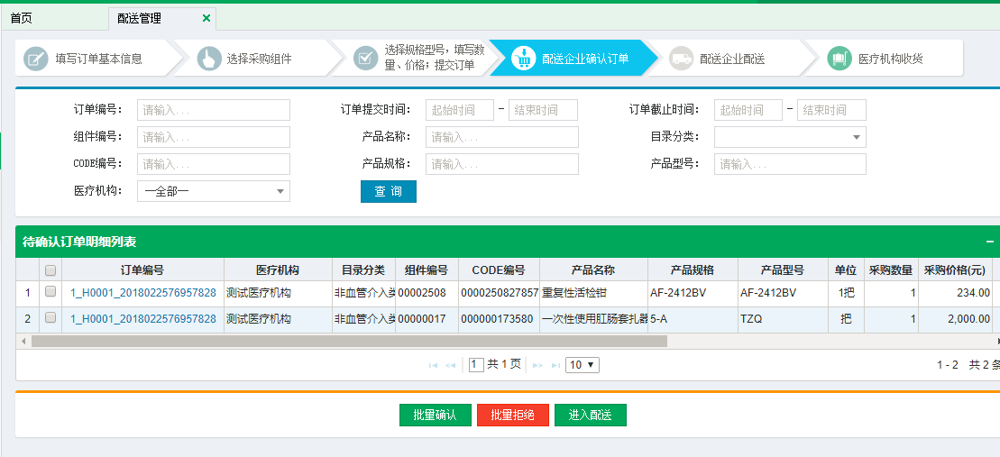 首页
配送管理
填写订单基本信息
选择采购组件
选择规格型号，填写数
量、价格；提交订单
配送企业确认订单
配送企业配送
医疗机构收货
订单编号： 请输入... 订单提交时间： 起始时间 - 结束时间 订单截止时间： 起始时间 - 结束时间
组件编号： 请输入... 产品名称： 请输入... 目录分类：
CODE编号： 请输入... 产品规格： 请输入... 产品型号： 请输入...
医疗机构： —全部— 查 询
待确认订单明细列表
订单编号 医疗机构 目录分类 组件编号 CODE编号 产品名称 产品规格 产品型号 单位 采购数量 采购价格(元)
1 1_H0001_2018022576957828 测试医疗机构 非血管介入类 00002508 0000250827857 重复性活检钳 AF-2412BV AF-2412BV 1把 1 234.00
2 1_H0001_2018022576957828 测试医疗机构 非血管介入类 00000017 000000173580 一次性使用肛肠套扎器 5-A TZQ 把 1 2,000.00
1 共 1 页 10 1 - 2 共 2 条
批量确认 批量拒绝 进入配送